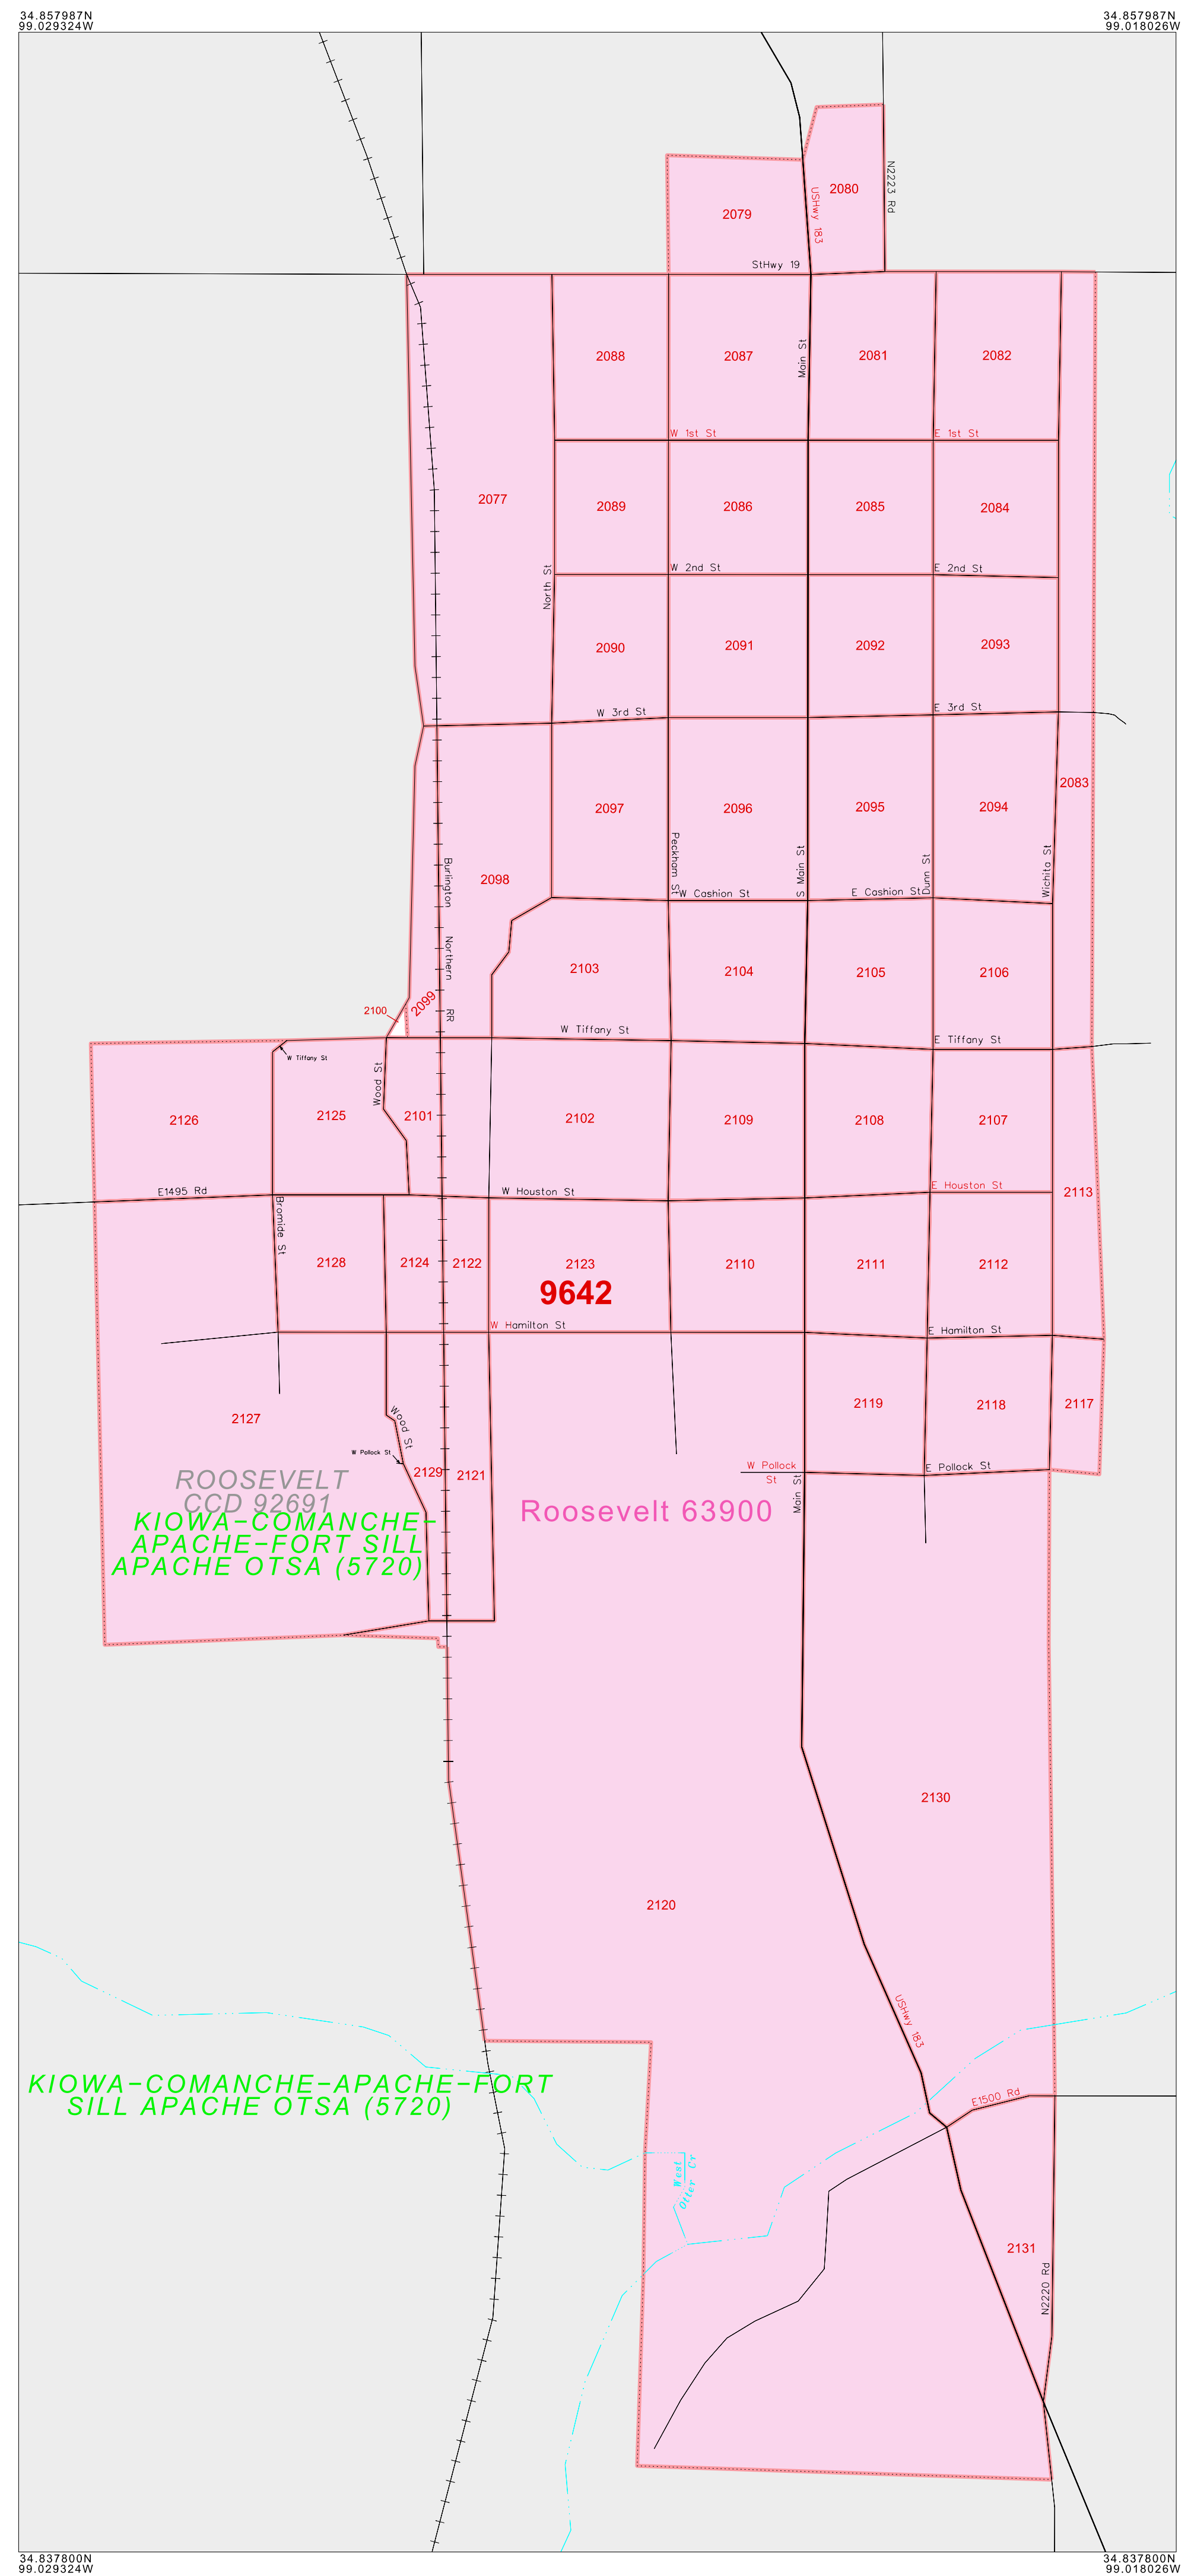 34.857987N
99.029324W
34.857987N
99.018026W
2080
N2223 Rd
2079
USHwy 183
StHwy 19
2088
2087
Main St
2081
2082
W 1st St
E 1st St
2077
2089
2086
2085
2084
North St
W 2nd St
E 2nd St
2090
2091
2092
2093
W 3rd St
E 3rd St
2083
2097
2096
2095
2094
Peckham St
S Main St
Dunn St
Wichita St
Burlington
Northern
RR
2098
W Cashion St
E Cashion St
2103
2104
2105
2106
2099
2100
W Tiffany St
E Tiffany St
W Tiffany St
Wood St
2126
2125
2101
2102
2109
2108
2107
E1495 Rd
W Houston St
E Houston St
2113
Bromide St
2128
2124
2122
2123
2110
2111
2112
9642
W Hamilton St
E Hamilton St
2127
Wood St
2119
2118
2117
W Pollock St
2129
2121
W Pollock
St
E Pollock St
Main St
ROOSEVELT
CCD 92691
KIOWA-COMANCHE-
APACHE-FORT SILL
APACHE OTSA (5720)
Roosevelt 63900
2130
2120
USHwy 183
KIOWA-COMANCHE-APACHE-FORT
SILL APACHE OTSA (5720)
E1500 Rd
West
Otter Cr
2131
N2220 Rd
34.837800N
99.029324W
34.837800N
99.018026W